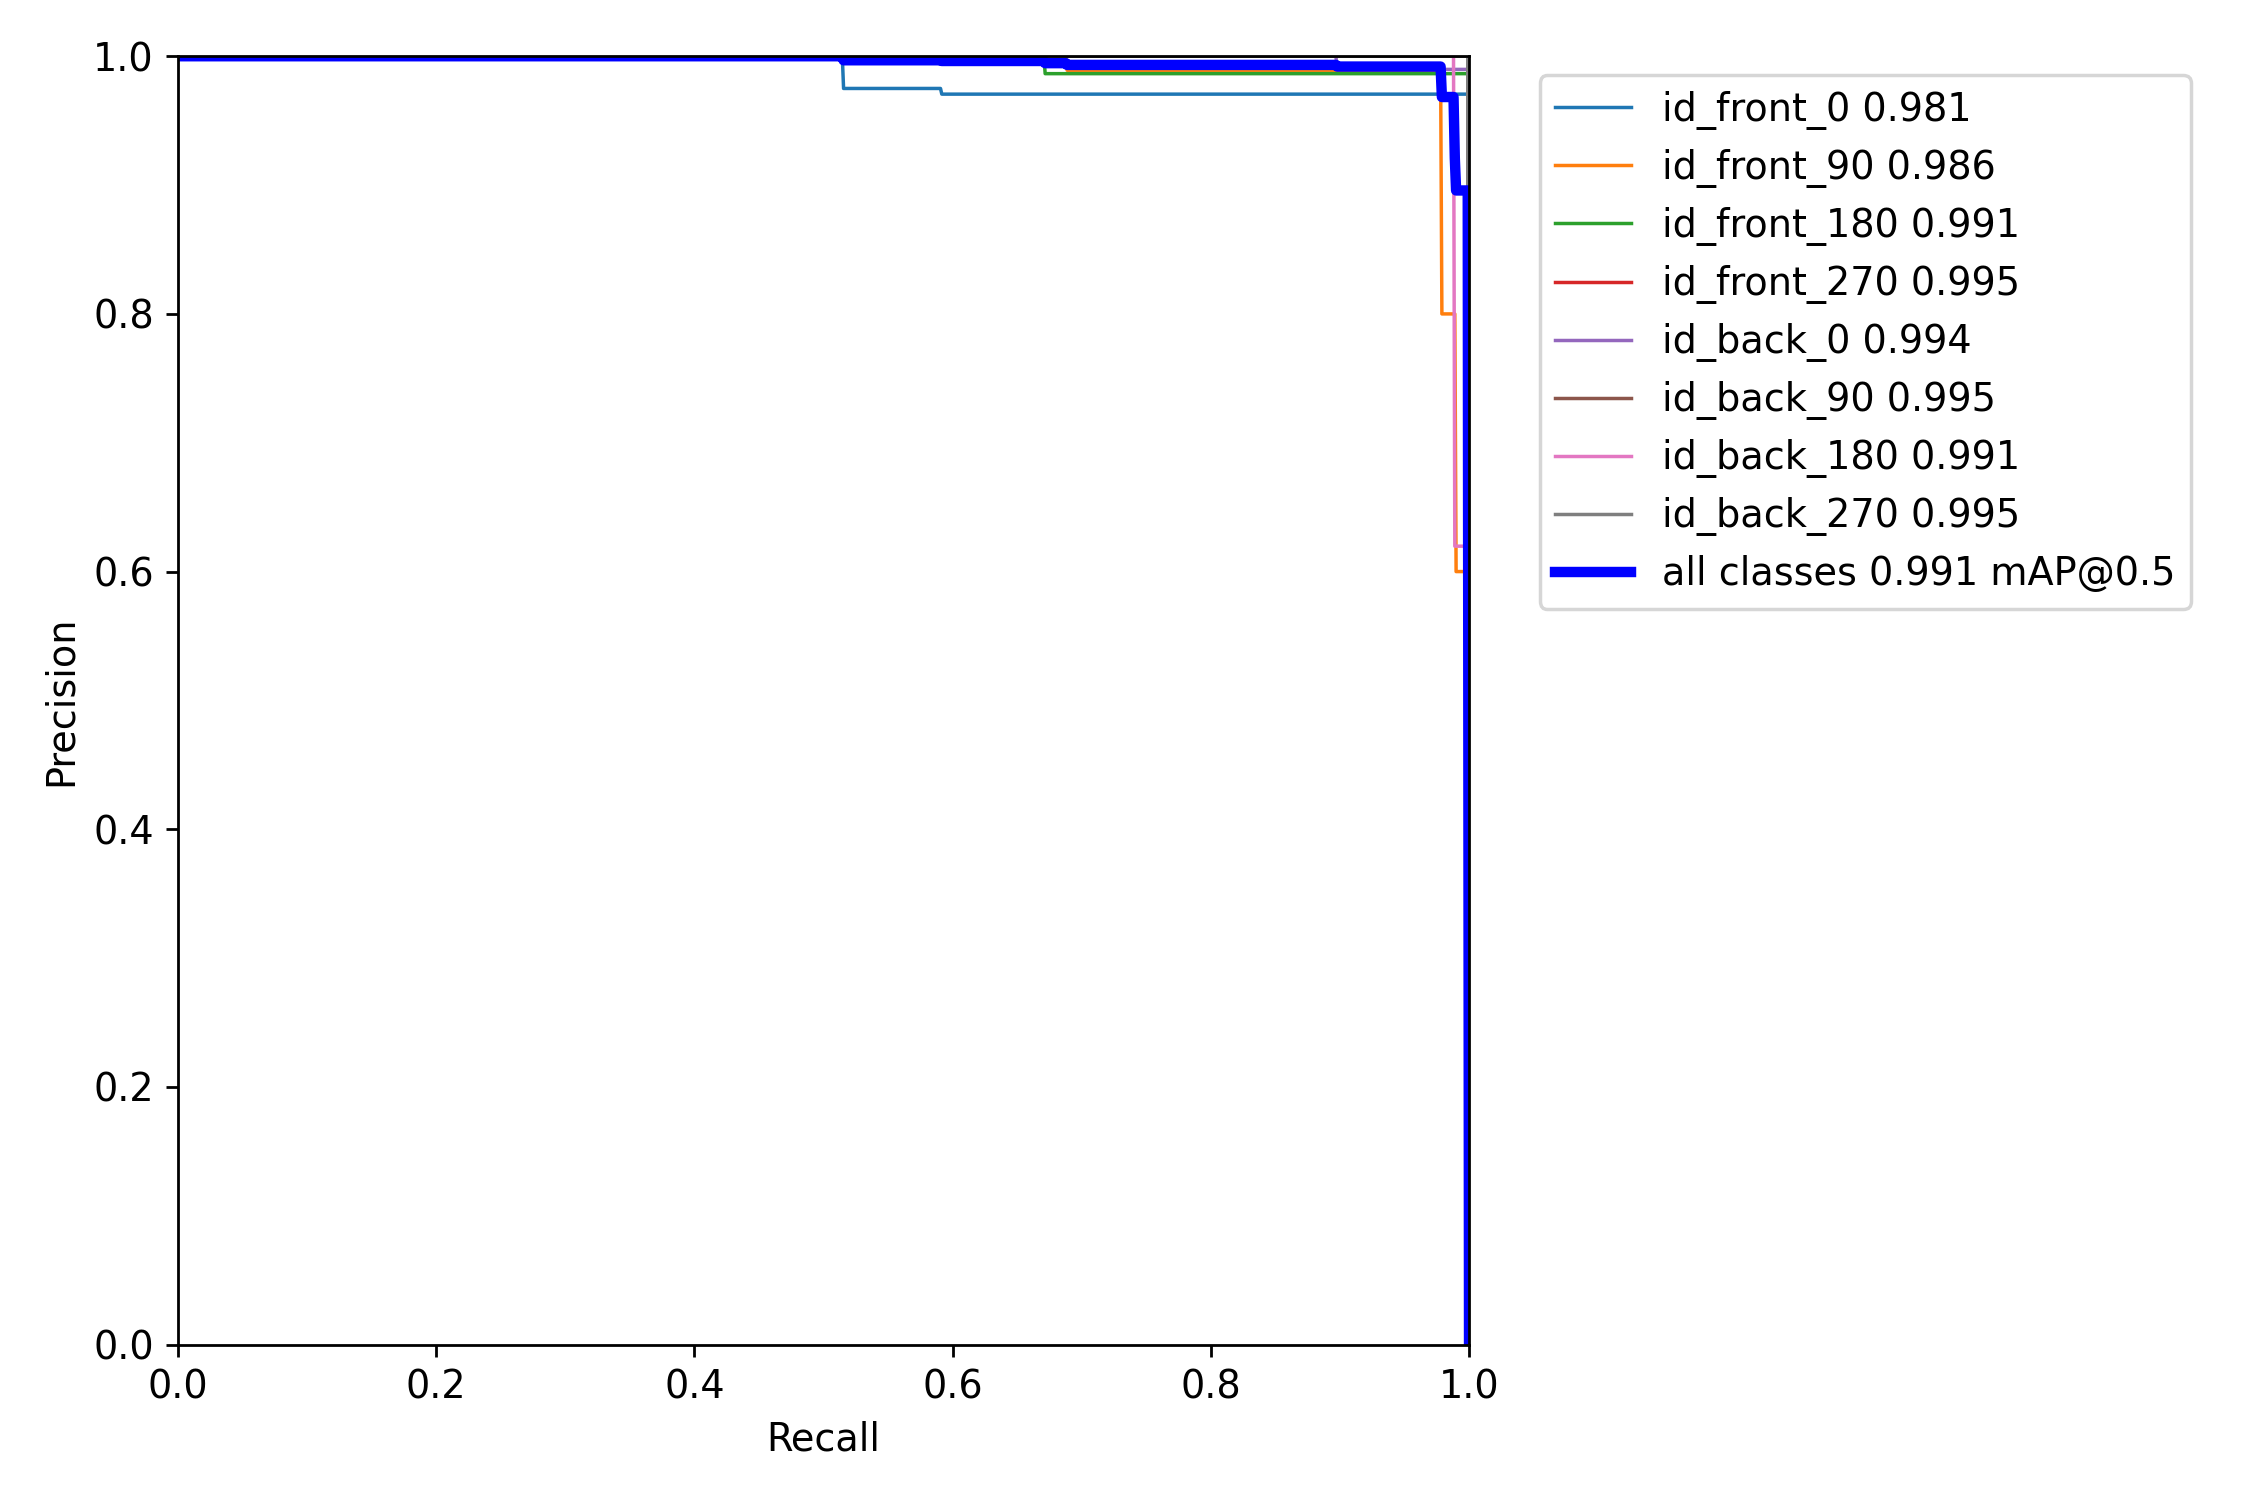 1.0
0.8
0.6
0.4
0.2
0.0
0.0 0.2 0.4 0.6 0.8 1.0
Precision
Recall
id_front_0 0.981
id_front_90 0.986
id_front_180 0.991
id_front_270 0.995
id_back_0 0.994
id_back_90 0.995
id_back_180 0.991
id_back_270 0.995
all classes 0.991 mAP@0.5